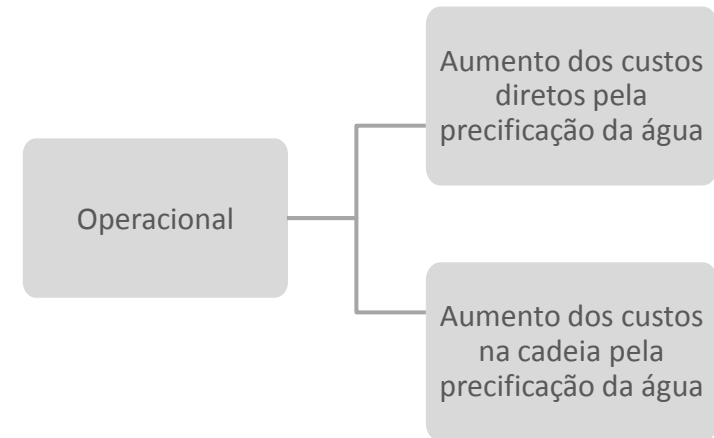 Aumento dos custos
diretos pela
precificação da água
Operacional
Aumento dos custos
na cadeia pela
precificação da água